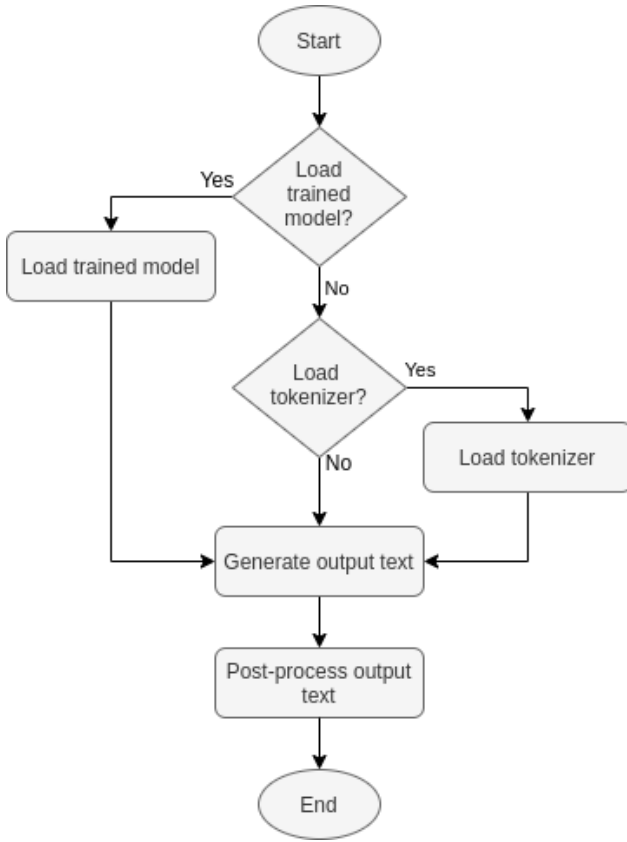 Start
Load
trained
model?
Yes
Load trained model
No
Load
tokenizer?
Yes
Load tokenizer
No
Generate output text
Post-process output
text
End